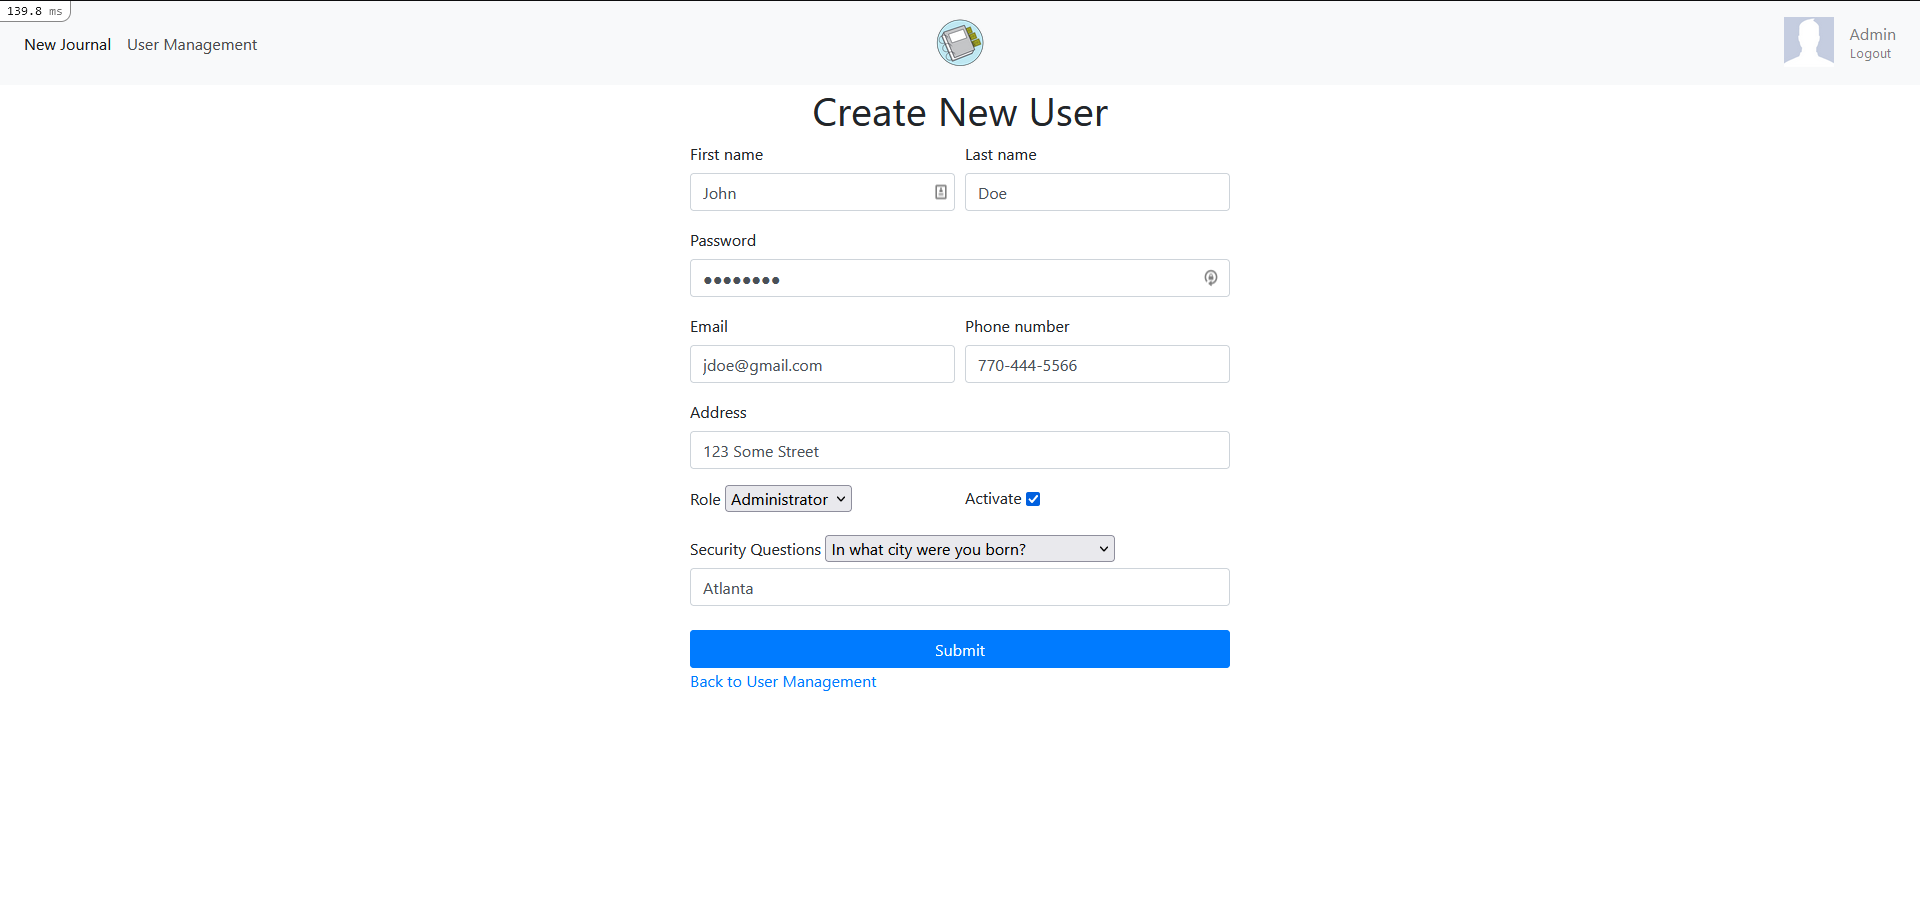 139.8 ms
New Journal User Management
Admin
Logout
Create New User
First name Last name
John Doe
Password
●●●●●●●●
Email Phone number
jdoe@gmail.com 770-444-5566
Address
123 Some Street
Role Administrator Activate
Security Questions In what city were you born?
Atlanta
Submit
Back to User Management